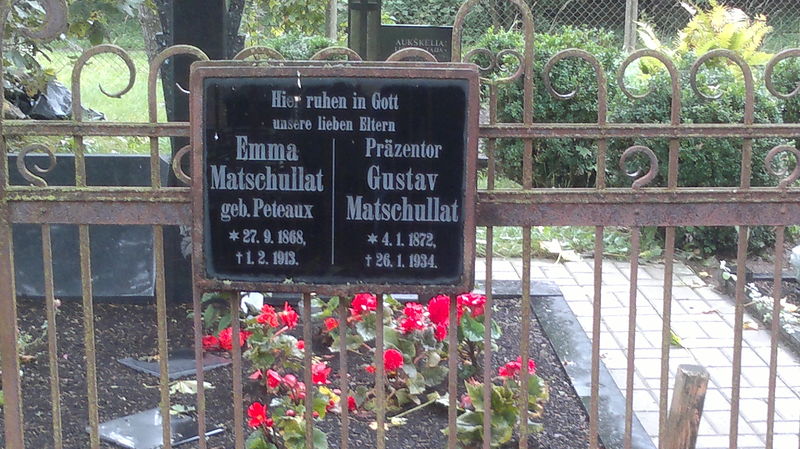 AUKSKELIAI
Hier ruhen in Gott
unsere lieben Eltern
Emma
Matschullat
geb. Peteaux
* 27. 9. 1868,
† 1. 2. 1913.
Präzentor
Gustav
Matschullat
* 4. 1. 1872,
† 26. 1. 1934.